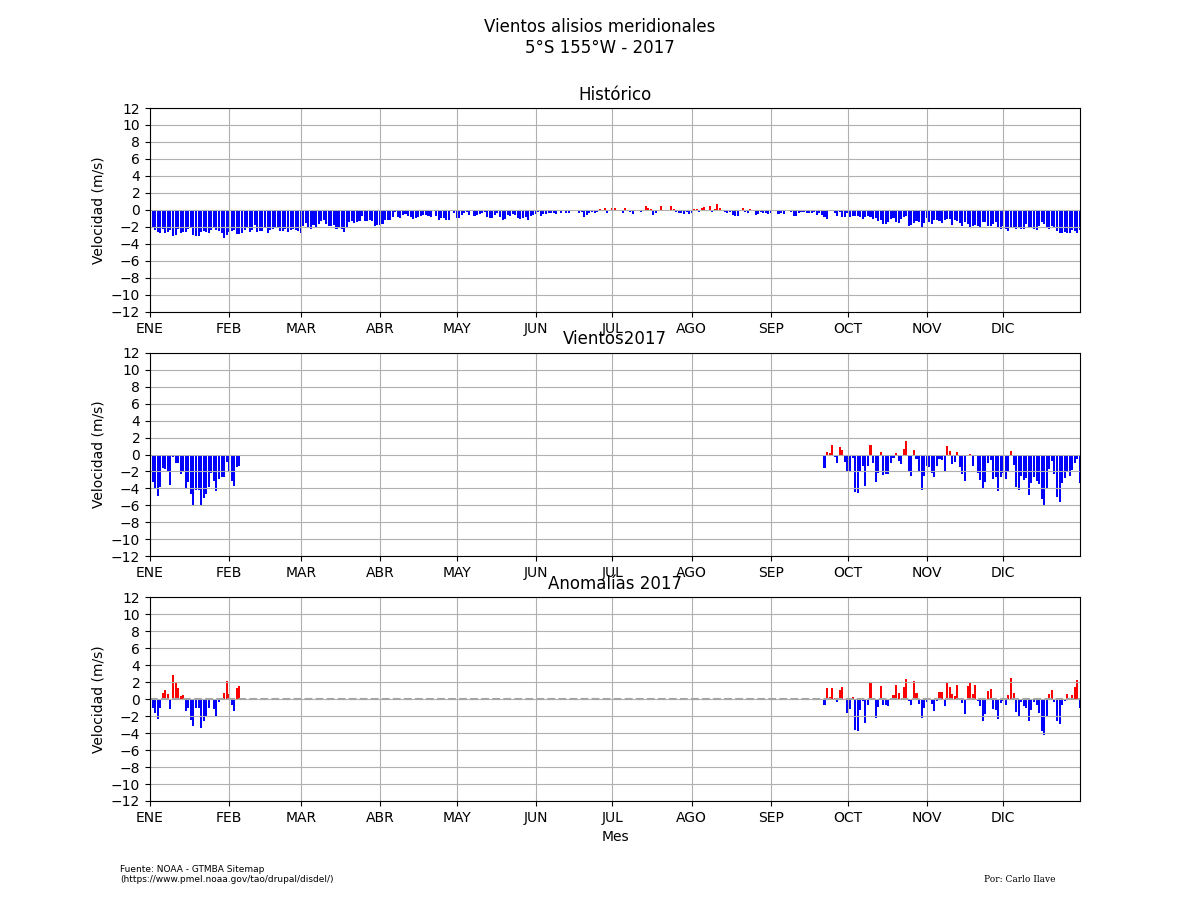 Vientos alisios meridionales
5°S 155°W - 2017
Histórico
12
10
8
6
4
2
0
−2
−4
−6
−8
−10
−12
Velocidad (m/s)
ENE FEB MAR ABR MAY JUN JUL AGO SEP OCT NOV DIC
Vientos2017
12
10
8
6
4
2
0
−2
−4
−6
−8
−10
−12
Velocidad (m/s)
ENE FEB MAR ABR MAY JUN JUL AGO SEP OCT NOV DIC
Anomalías 2017
12
10
8
6
4
2
0
−2
−4
−6
−8
−10
−12
Velocidad (m/s)
ENE FEB MAR ABR MAY JUN JUL AGO SEP OCT NOV DIC
Mes
Fuente: NOAA - GTMBA Sitemap
(https://www.pmel.noaa.gov/tao/drupal/disdel/)
Por: Carlo Ilave